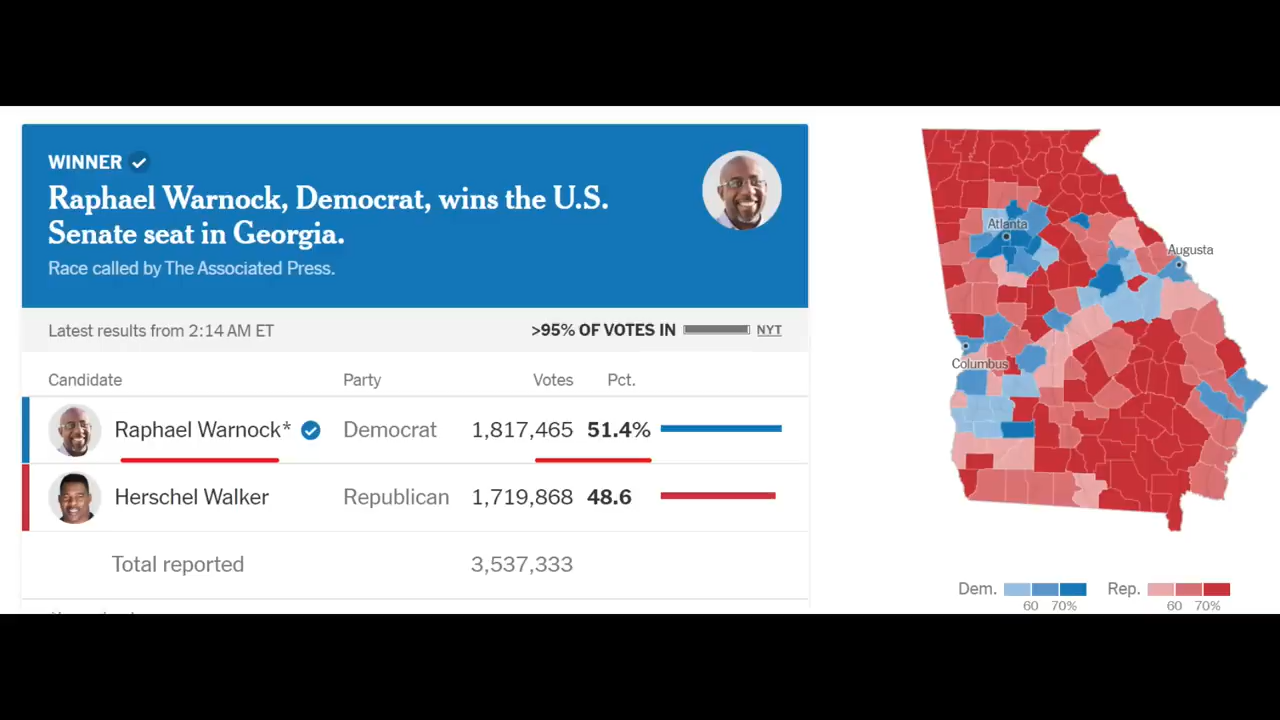 WINNER
Raphael Warnock, Democrat, wins the U.S.
Senate seat in Georgia.
Race called by The Associated Press.
Latest results from 2:14 AM ET >95% OF VOTES IN NYT
Candidate Party Votes Pct.
Raphael Warnock* Democrat 1,817,465 51.4%
Herschel Walker Republican 1,719,868 48.6
Total reported 3,537,333
Atlanta
Augusta
Columbus
Dem. Rep.
60 70% 60 70%